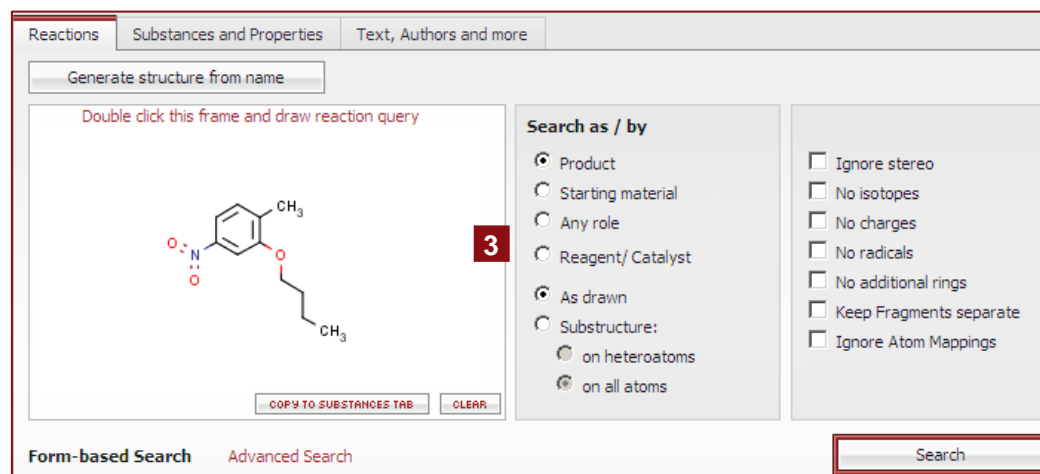 Reactions Substances and Properties Text, Authors and more
Generate structure from name
Double click this frame and draw reaction query
CH3
O
N
O
O
CH3
COPY TO SUBSTANCES TAB CLEAR
3
Search as / by
Product
Starting material
Any role
Reagent/ Catalyst
As drawn
Substructure:
on heteroatoms
on all atoms
Ignore stereo
No isotopes
No charges
No radicals
No additional rings
Keep Fragments separate
Ignore Atom Mappings
Form-based Search Advanced Search Search